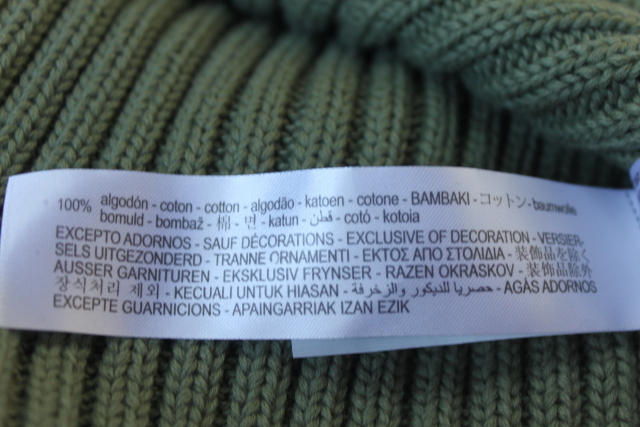 100% algodón - coton - cotton - algodão - katoen - cotone - BAMBAKI - コットン - baumwolle
bomuld - bombaž - 棉 - 면 - katun - قطن - cotó - kotoia
EXCEPTO ADORNOS - SAUF DÉCORATIONS - EXCLUSIVE OF DECORATION - VERSIER-
SELS UITGEZONDERD - TRANNE ORNAMENTI - ΕΚΤΟΣ ΑΠΟ ΣΤΟΛΙΔΙΑ - 装飾品を除く
AUSSER GARNITUREN - EKSKLUSIV FRYNSER - RAZEN OKRASKOV - 装饰品除外
장식처리 제외 - KECUALI UNTUK HIASAN - حصريا للديكور والزخرفة - AGÁS ADORNOS
EXCEPTE GUARNICIONS - APAINGARRIAK IZAN EZIK